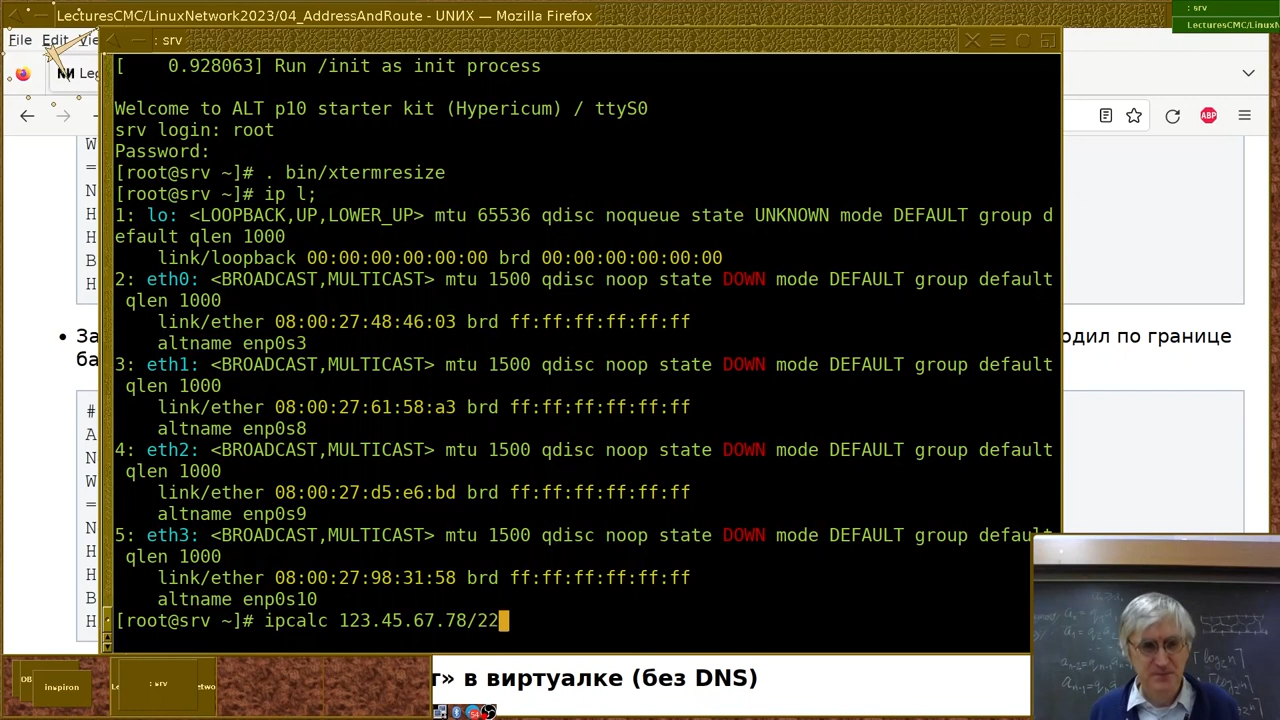 LecturesCMC/LinuxNetwork2023/04_AddressAndRoute - UNИX — Mozilla Firefox
: srv
LecturesCMC/LinuxN
File Edit Vie
: srv
Leg
ABP
[    0.928063] Run /init as init process
Welcome to ALT p10 starter kit (Hypericum) / ttyS0
srv login: root
Password:
[root@srv ~]# . bin/xtermresize
[root@srv ~]# ip l;
1: lo: <LOOPBACK,UP,LOWER_UP> mtu 65536 qdisc noqueue state UNKNOWN mode DEFAULT group d
efault qlen 1000
    link/loopback 00:00:00:00:00:00 brd 00:00:00:00:00:00
2: eth0: <BROADCAST,MULTICAST> mtu 1500 qdisc noop state DOWN mode DEFAULT group default
 qlen 1000
    link/ether 08:00:27:48:46:03 brd ff:ff:ff:ff:ff:ff
    altname enp0s3
3: eth1: <BROADCAST,MULTICAST> mtu 1500 qdisc noop state DOWN mode DEFAULT group default
 qlen 1000
    link/ether 08:00:27:61:58:a3 brd ff:ff:ff:ff:ff:ff
    altname enp0s8
4: eth2: <BROADCAST,MULTICAST> mtu 1500 qdisc noop state DOWN mode DEFAULT group default
 qlen 1000
    link/ether 08:00:27:d5:e6:bd brd ff:ff:ff:ff:ff:ff
    altname enp0s9
5: eth3: <BROADCAST,MULTICAST> mtu 1500 qdisc noop state DOWN mode DEFAULT group default
 qlen 1000
    link/ether 08:00:27:98:31:58 brd ff:ff:ff:ff:ff:ff
    altname enp0s10
[root@srv ~]# ipcalc 123.45.67.78/22
W
=
N
H
H
B
H
• За
одил по границе
ба
#
A
N
W
=
N
H
H
B
H
т» в виртуалке (без DNS)
inspiron
: srv